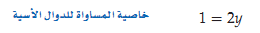 خاصية المساواة للدوال الأسية 1 = 2y